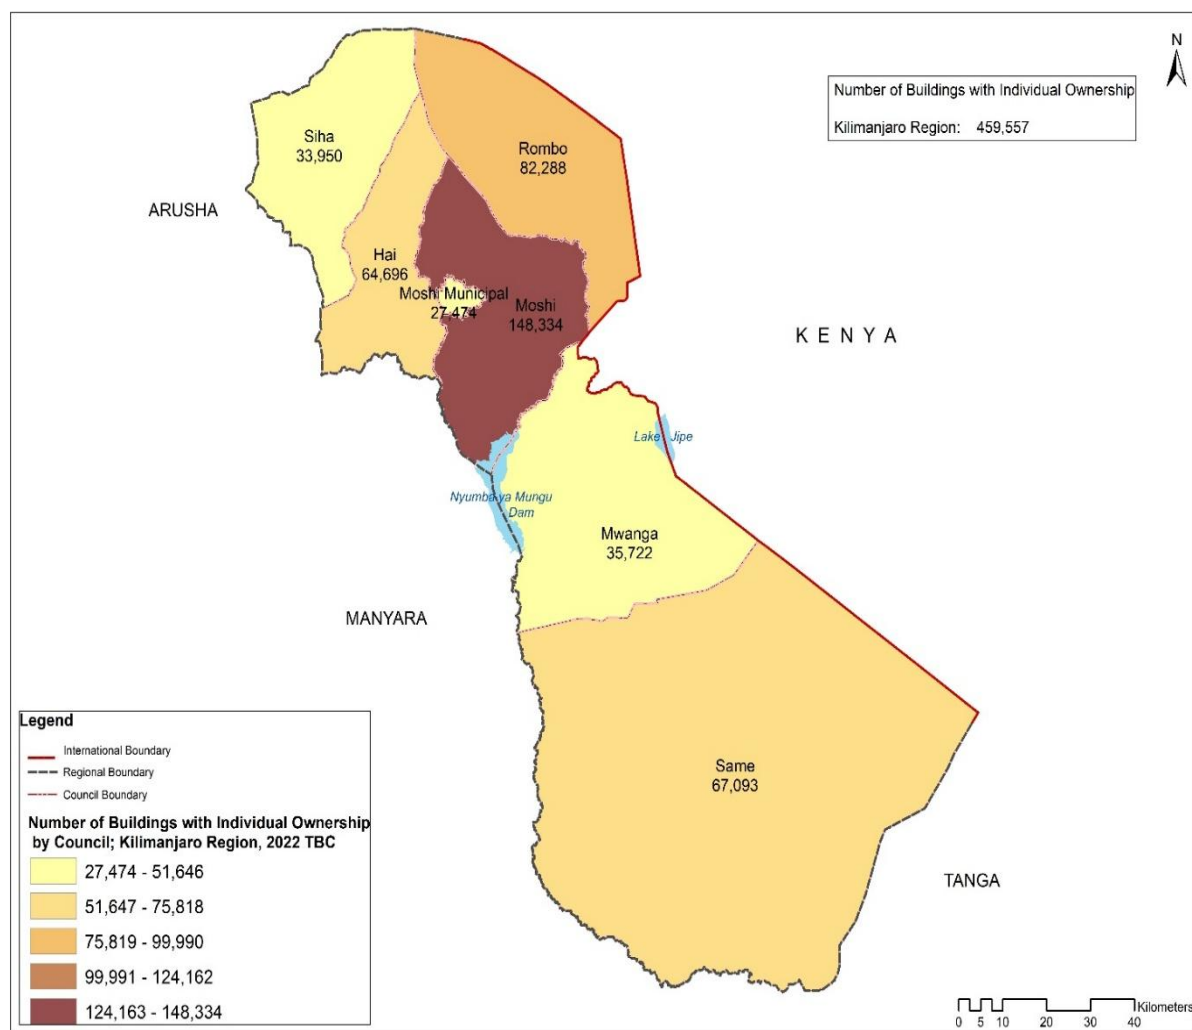 N
Number of Buildings with Individual Ownership
Kilimanjaro Region: 459,557
Siha
33,950
Rombo
82,288
ARUSHA
Hai
64,696
Moshi Municipal
27,474
Moshi
148,334
K E N Y A
Lake Jipe
Nyumba ya Mungu
Dam
Mwanga
35,722
MANYARA
Same
67,093
TANGA
Legend
International Boundary
Regional Boundary
Council Boundary
Number of Buildings with Individual Ownership
by Council; Kilimanjaro Region, 2022 TBC
27,474 - 51,646
51,647 - 75,818
75,819 - 99,990
99,991 - 124,162
124,163 - 148,334
Kilometers
0 5 10 20 30 40